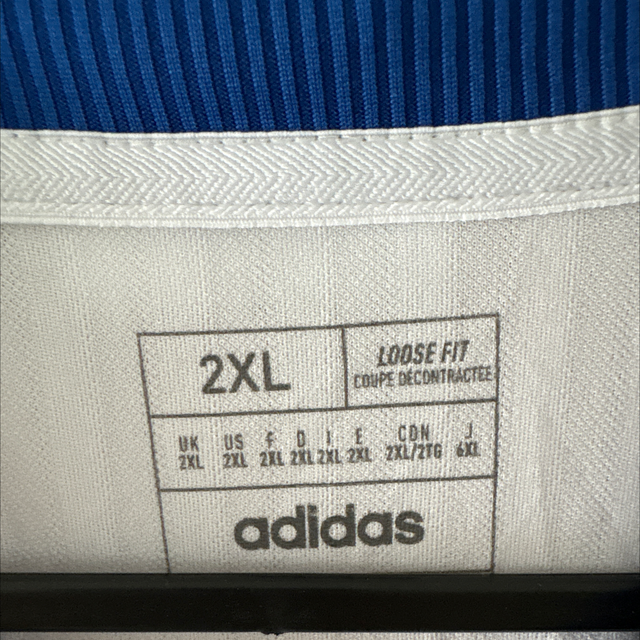 2XL
LOOSE FIT
COUPE DÉCONTRACTÉE
UK US F D I E CDN J
2XL 2XL 2XL 2XL 2XL 2XL 2XL/2TG 6XL
adidas